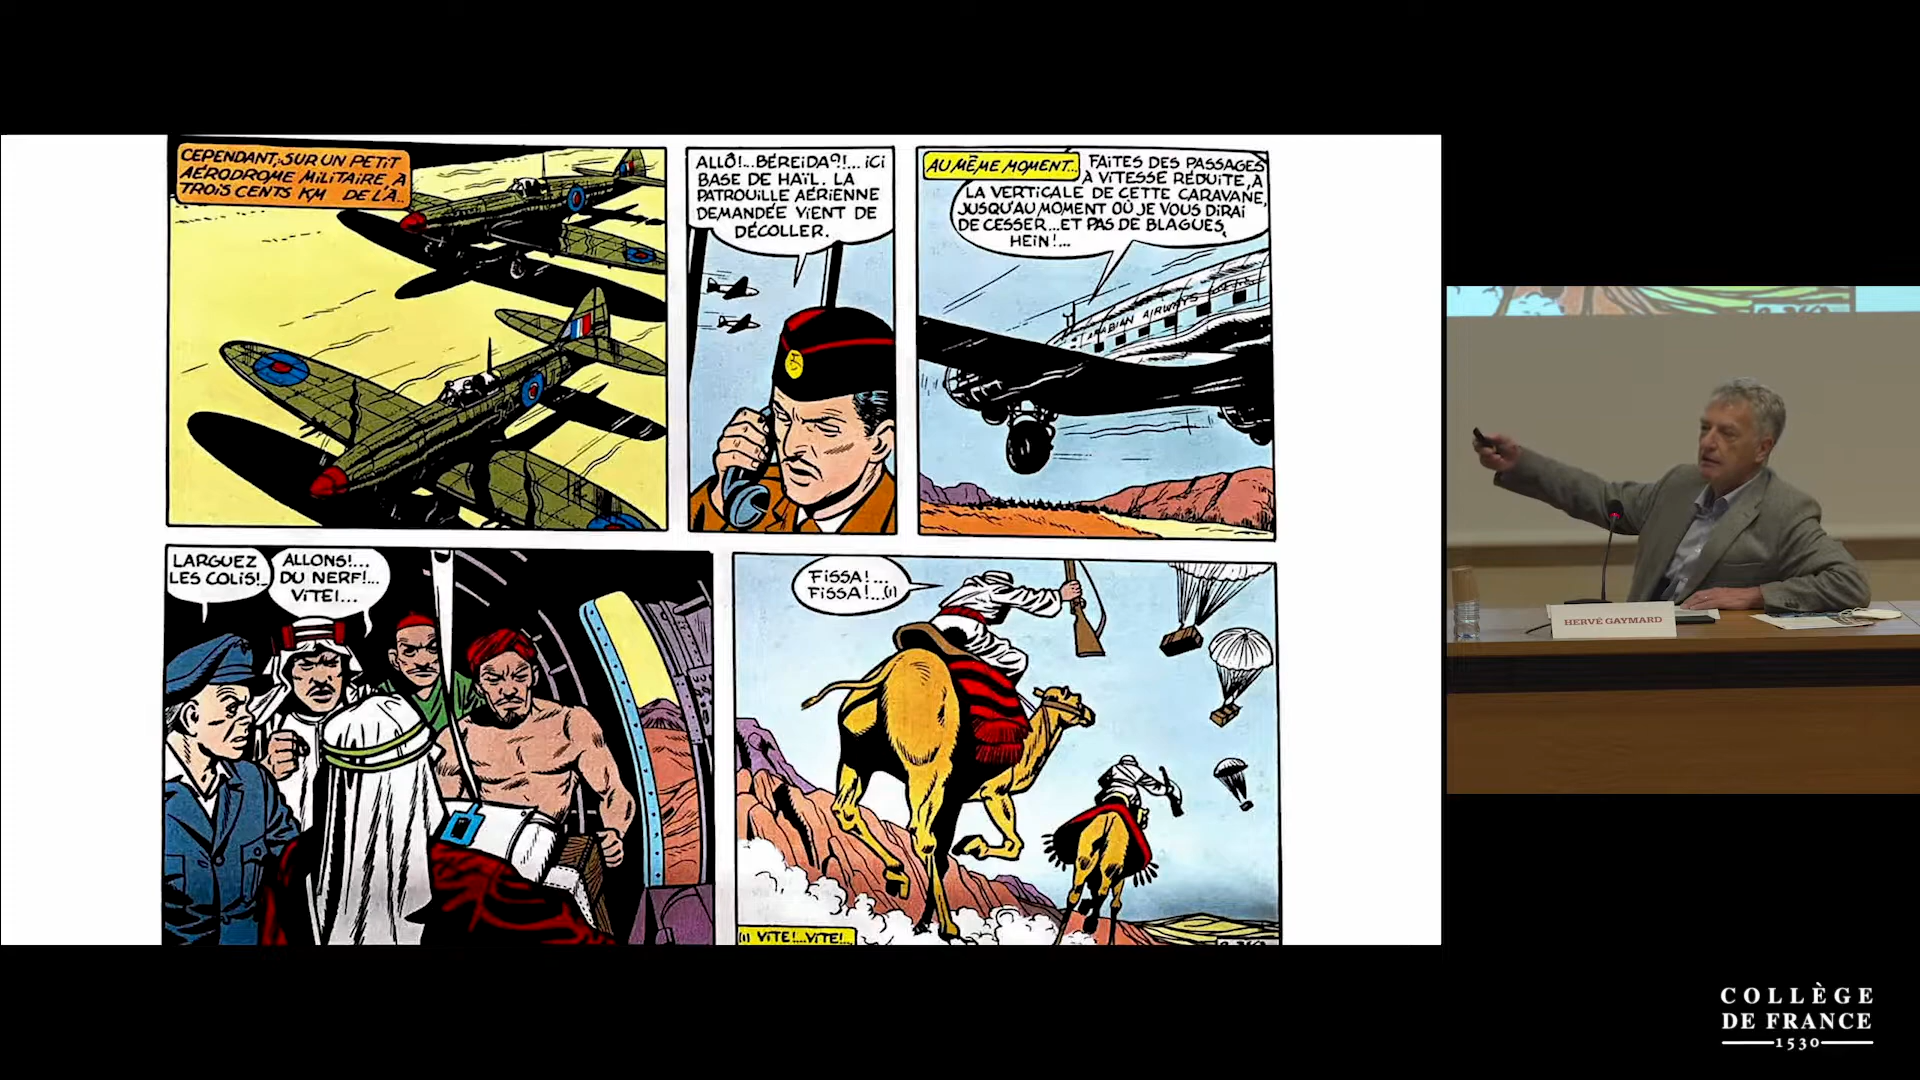 CEPENDANT, SUR UN PETIT
AÉRODROME MILITAIRE, À
TROIS CENTS KM DE LÀ..
ALLÔ!...BÉREIDA?!...ICI
BASE DE HAÏL. LA
PATROUILLE AÉRIENNE
DEMANDÉE VIENT DE
DÉCOLLER.
AU MÊME MOMENT...
FAITES DES PASSAGES
À VITESSE RÉDUITE, À
LA VERTICALE DE CETTE CARAVANE,
JUSQU'AU MOMENT OÙ JE VOUS DIRAI
DE CESSER...ET PAS DE BLAGUES,
HEIN!...
ARABIAN AIRWAYS
LARGUEZ
LES COLIS!..
ALLONS!...
DU NERF!...
VITE!...
FISSA!...
FISSA!...(1)
(1) VITE!...VITE!..
HERVÉ GAYMARD
COLLÈGE
DE FRANCE
1530